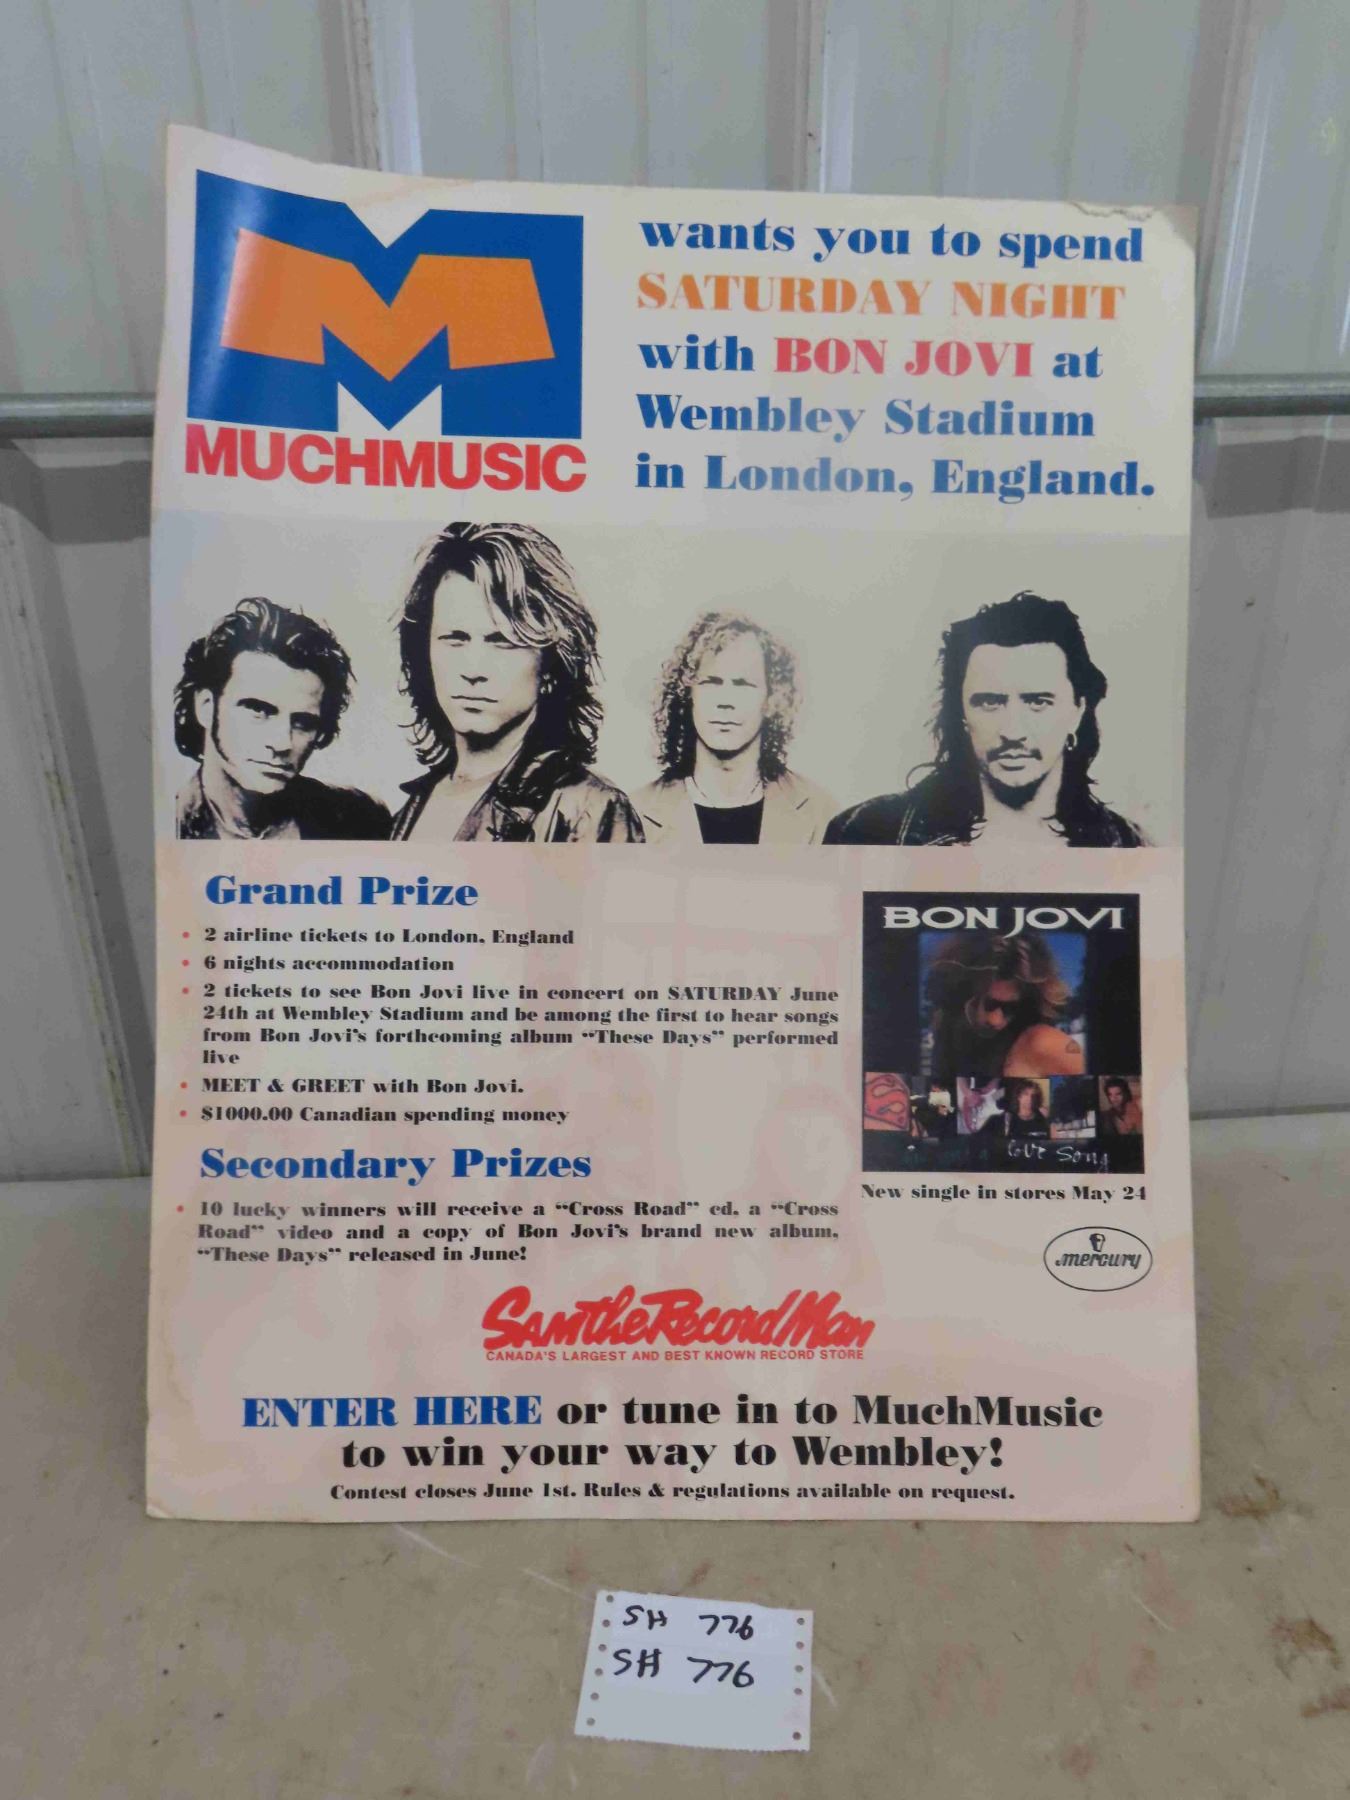 MUCHMUSIC
wants you to spend
SATURDAY NIGHT
with BON JOVI at
Wembley Stadium
in London, England.
Grand Prize
• 2 airline tickets to London, England
• 6 nights accommodation
• 2 tickets to see Bon Jovi live in concert on SATURDAY June
24th at Wembley Stadium and be among the first to hear songs
from Bon Jovi's forthcoming album "These Days" performed
live
• MEET & GREET with Bon Jovi.
• $1000.00 Canadian spending money
Secondary Prizes
• 10 lucky winners will receive a "Cross Road" cd, a "Cross
Road" video and a copy of Bon Jovi's brand new album,
"These Days" released in June!
BON JOVI
love song
New single in stores May 24
mercury
Sam the Record Man
CANADA'S LARGEST AND BEST KNOWN RECORD STORE
ENTER HERE or tune in to MuchMusic
to win your way to Wembley!
Contest closes June 1st. Rules & regulations available on request.
SH 776
SH 776